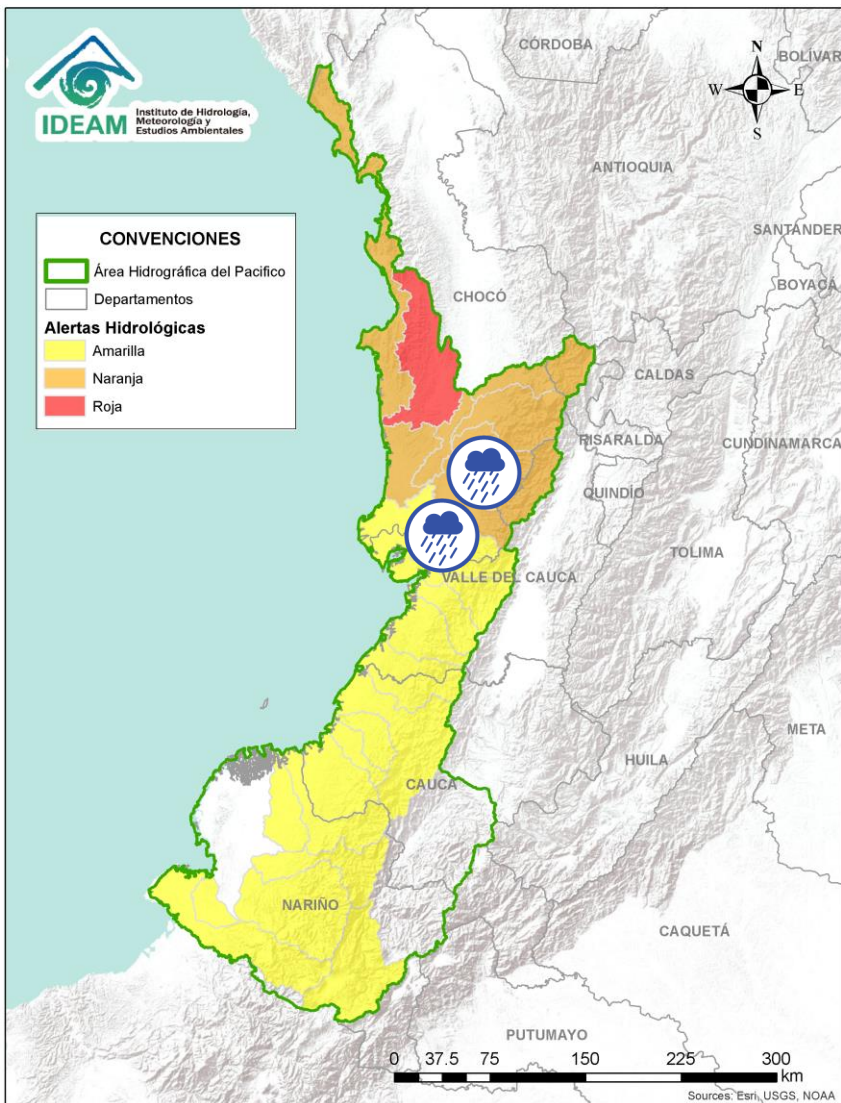 IDEAM
Instituto de Hidrología,
Meteorología y
Estudios Ambientales
CÓRDOBA
BOLÍVAR
N
W
E
S
ANTIOQUIA
SANTANDER
BOYACÁ
CONVENCIONES
Área Hidrográfica del Pacifico
Departamentos
Alertas Hidrológicas
Amarilla
Naranja
Roja
CHOCÓ
CALDAS
RISARALDA
CUNDINAMARCA
QUINDÍO
TOLIMA
VALLE DEL CAUCA
META
HUILA
CAUCA
NARIÑO
CAQUETÁ
PUTUMAYO
0 37.5 75 150 225 300
km
Sources: Esri, USGS, NOAA